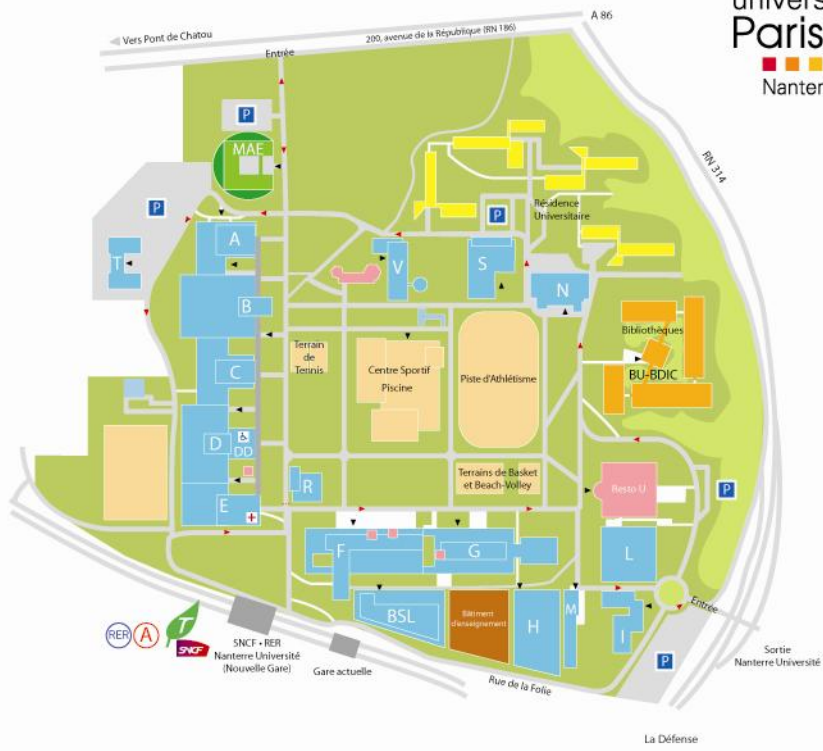 univers
Paris
Nanter
A 86
Vers Pont de Chatou
200, avenue de la République (RN 186)
Entrée
P
MAE
RN 314
P
Résidence
Universitaire
P
A
T
V
S
N
B
Bibliothèques
BU-BDIC
Terrain
de
Tennis
Centre Sportif
Piscine
Piste d'Athlétisme
C
D
DD
Terrains de Basket
et Beach-Volley
R
E
Resto U
P
F
G
L
BSL
Bâtiment
d'enseignement
H
M
I
Entrée
RER
A
T
SNCF
SNCF • RER
Nanterre Université
(Nouvelle Gare)
Gare actuelle
Rue de la Folie
P
Sortie
Nanterre Université
La Défense